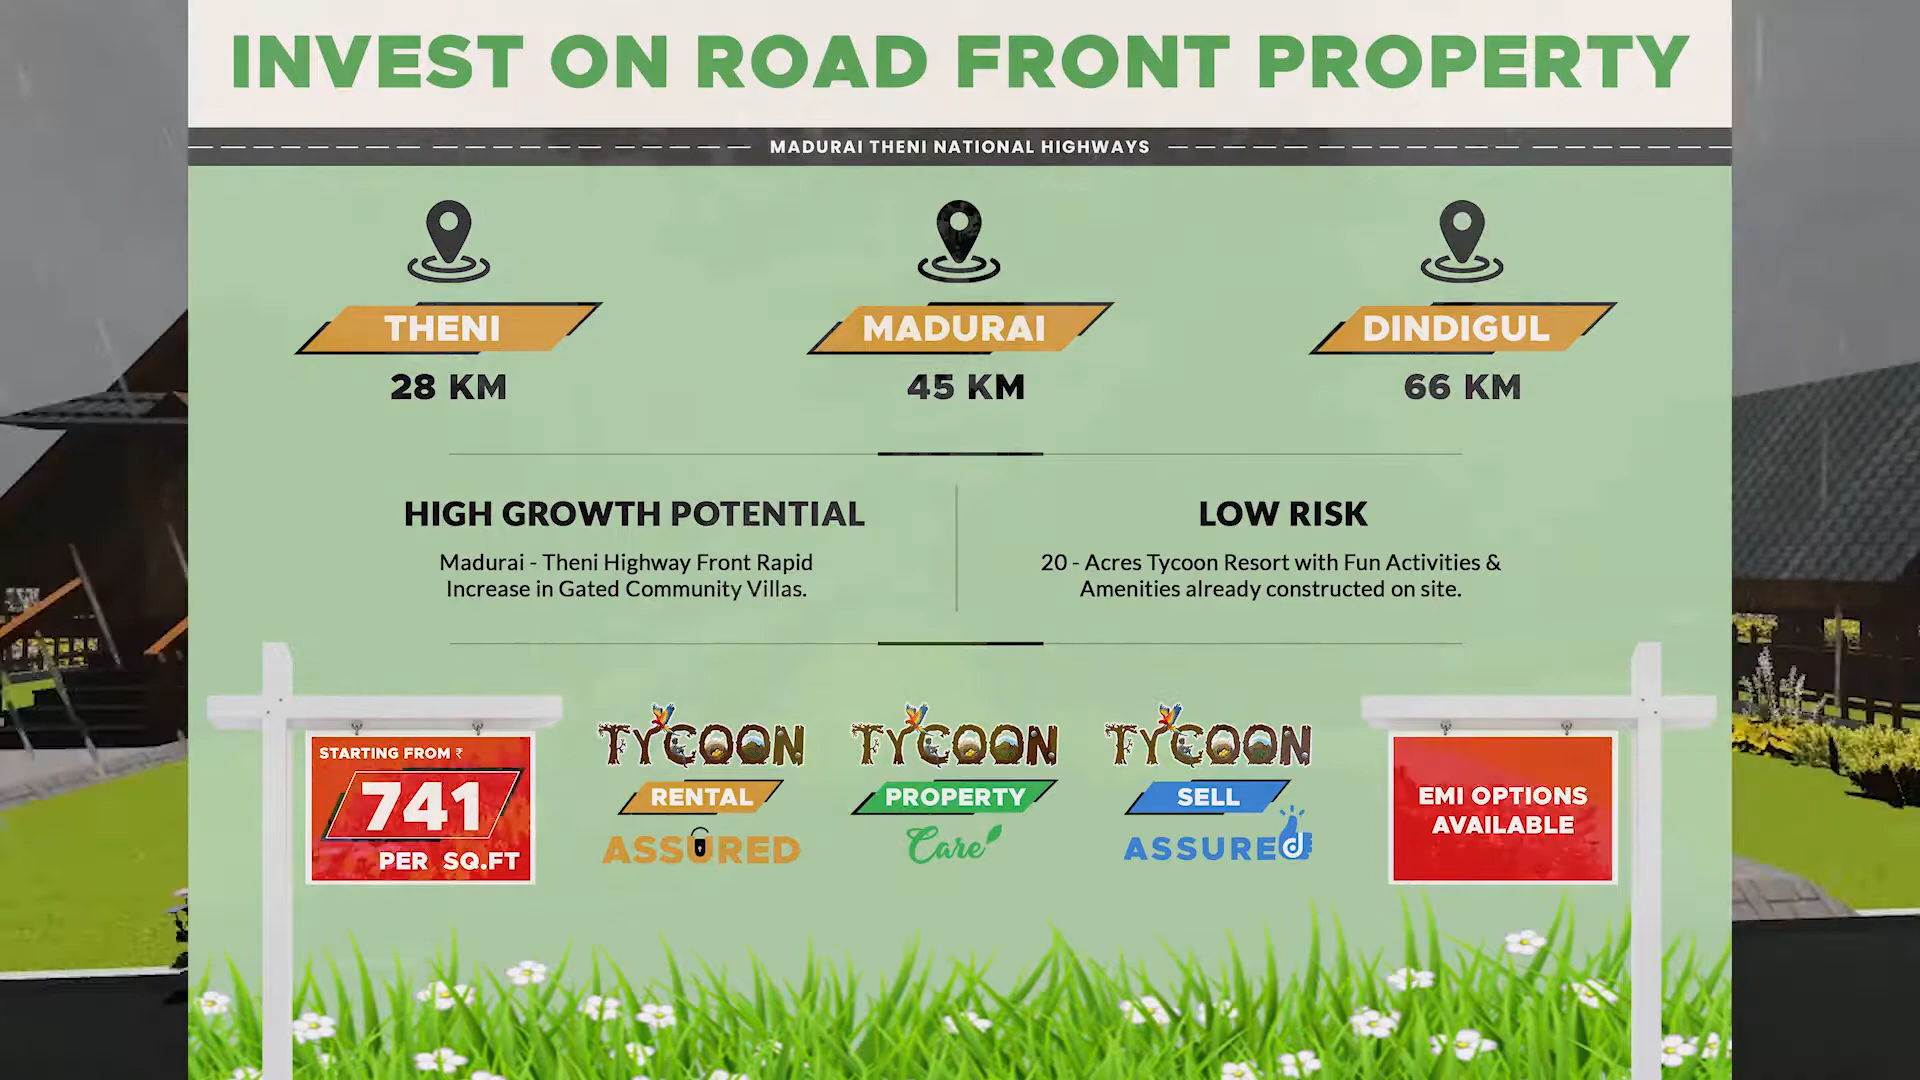 INVEST ON ROAD FRONT PROPERTY
MADURAI THENI NATIONAL HIGHWAYS
THENI
28 KM
MADURAI
45 KM
DINDIGUL
66 KM
HIGH GROWTH POTENTIAL
Madurai - Theni Highway Front Rapid
Increase in Gated Community Villas.
LOW RISK
20 - Acres Tycoon Resort with Fun Activities &
Amenities already constructed on site.
STARTING FROM ₹
741
PER SQ.FT
TYCOON
RENTAL
ASSURED
TYCOON
PROPERTY
Care
TYCOON
SELL
ASSURED
EMI OPTIONS
AVAILABLE